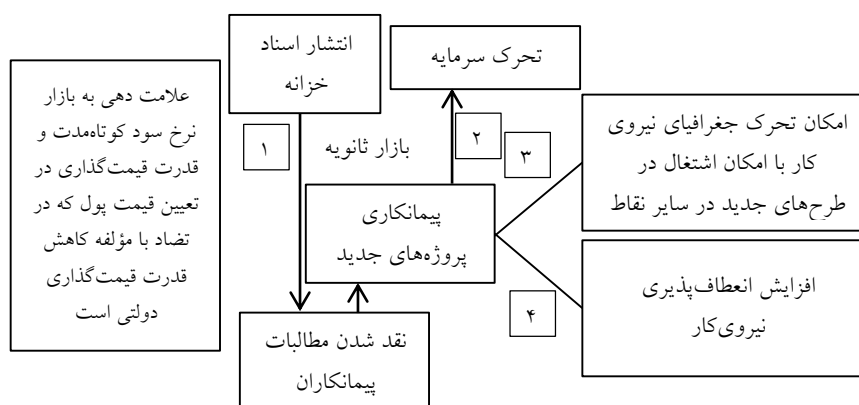 انتشار اسناد
خزانه
تحرک سرمایه
علامت دهی به بازار
نرخ سود کوتاه‌مدت و
قدرت قیمت‌گذاری در
تعیین قیمت پول که در
تضاد با مؤلفه کاهش
قدرت قیمت‌گذاری
دولتی است
۱
بازار ثانویه
۲
۳
امکان تحرک جغرافیای نیروی
کار با امکان اشتغال در
طرح‌های جدید در سایر نقاط
پیمانکاری
پروژه‌های جدید
افزایش انعطاف‌پذیری
نیروی‌کار
۴
نقد شدن مطالبات
پیمانکاران